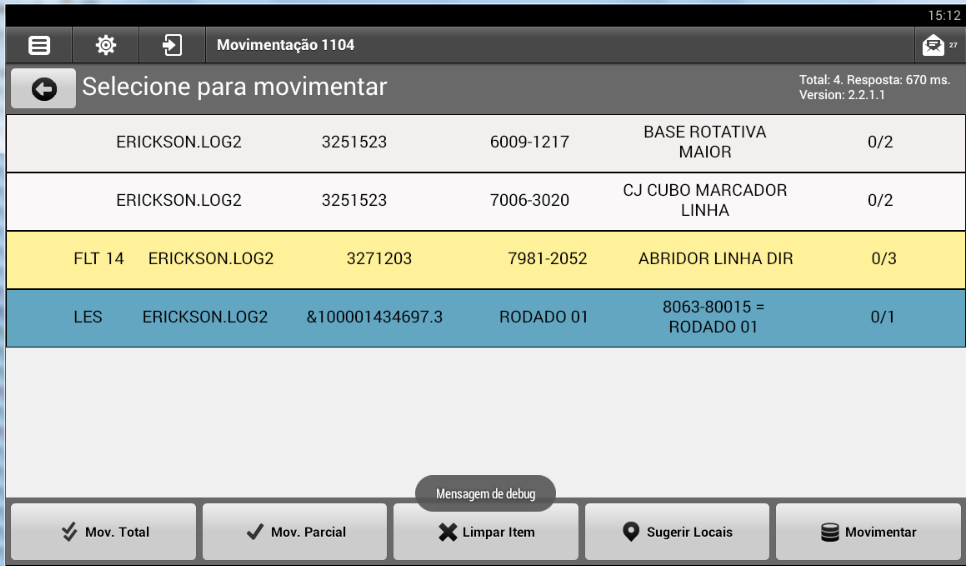 15:12
Movimentação 1104
27
Selecione para movimentar
Total: 4. Resposta: 670 ms.
Version: 2.2.1.1
ERICKSON.LOG2 3251523 6009-1217 BASE ROTATIVA
MAIOR 0/2
ERICKSON.LOG2 3251523 7006-3020 CJ CUBO MARCADOR
LINHA 0/2
FLT 14 ERICKSON.LOG2 3271203 7981-2052 ABRIDOR LINHA DIR 0/3
LES ERICKSON.LOG2 &100001434697.3 RODADO 01 8063-80015 =
RODADO 01 0/1
Mensagem de debug
Mov. Total Mov. Parcial Limpar Item Sugerir Locais Movimentar